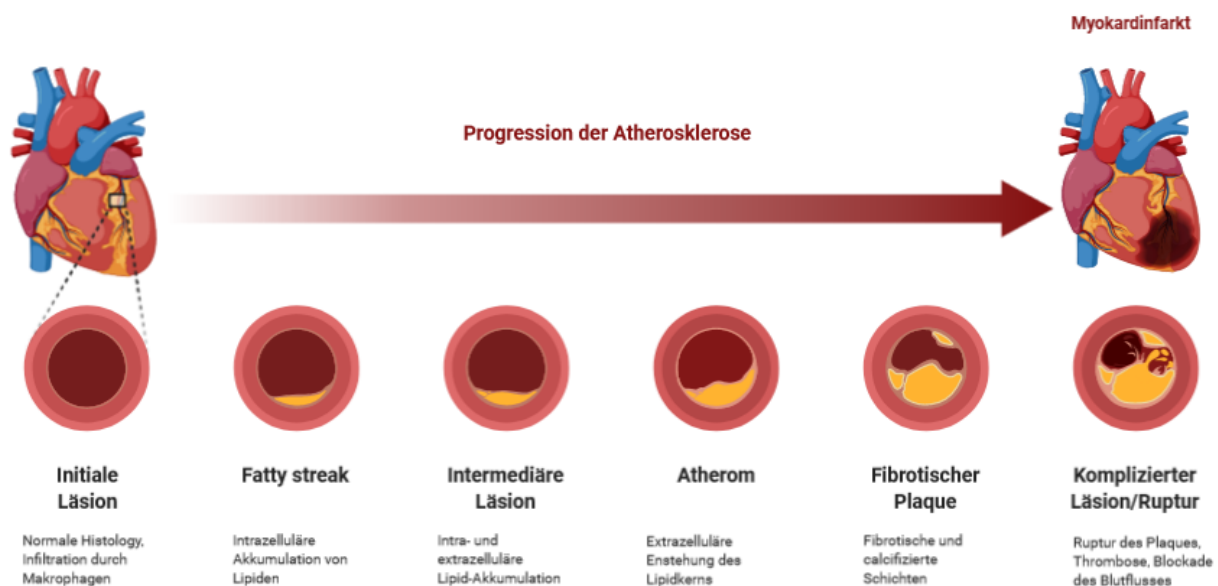 Myokardinfarkt
Progression der Atherosklerose
Initiale
Läsion
Normale Histology,
Infiltration durch
Makrophagen
Fatty streak
Intrazelluläre
Akkumulation von
Lipiden
Intermediäre
Läsion
Intra- und
extrazelluläre
Lipid-Akkumulation
Atherom
Extrazelluläre
Enstehung des
Lipidkerns
Fibrotischer
Plaque
Fibrotische und
calcifizierte
Schichten
Komplizierter
Läsion/Ruptur
Ruptur des Plaques,
Thrombose, Blockade
des Blutflusses